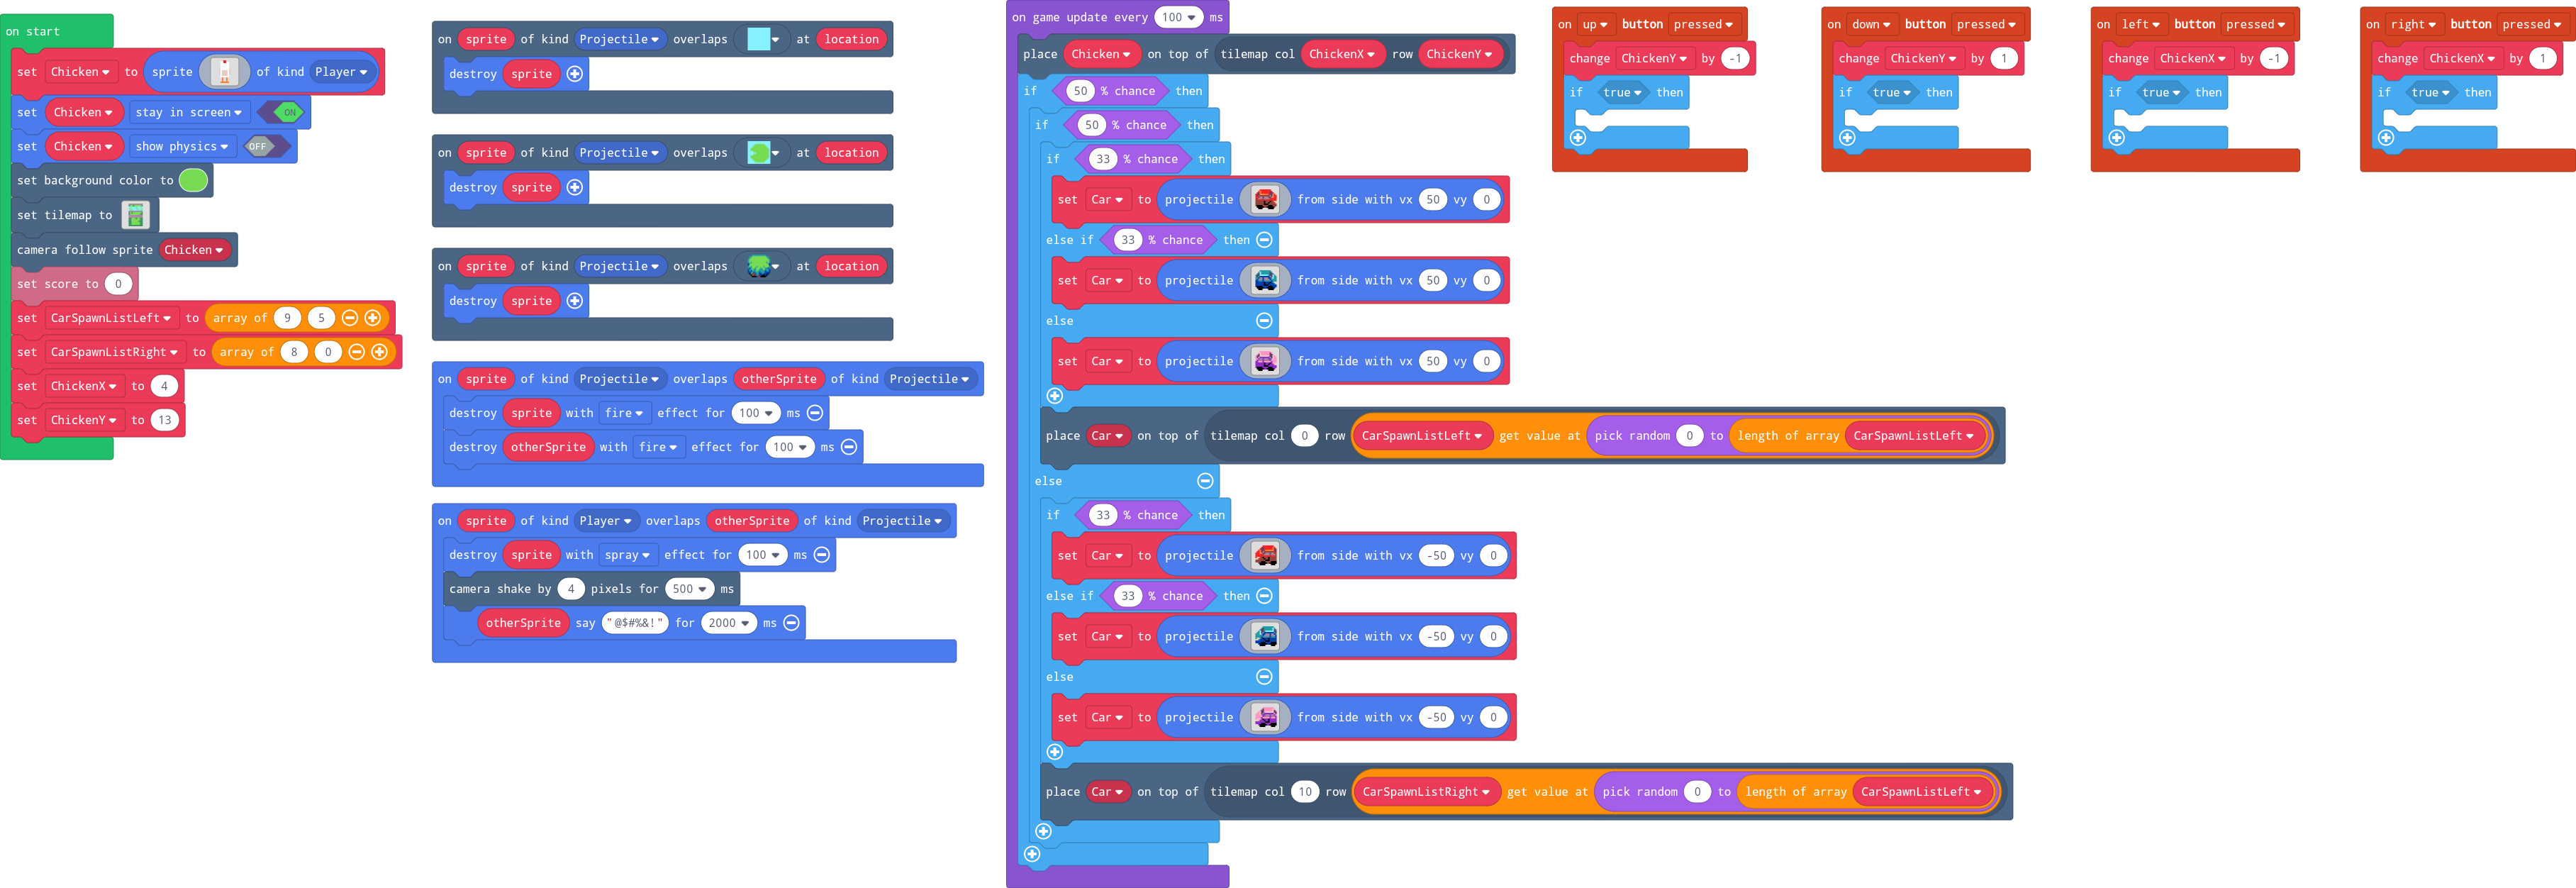 on start
set Chicken to sprite of kind Player
set Chicken stay in screen ON
set Chicken show physics OFF
set background color to
set tilemap to
camera follow sprite Chicken
set score to 0
set CarSpawnListLeft to array of 9 5
set CarSpawnListRight to array of 8 0
set ChickenX to 4
set ChickenY to 13
on sprite of kind Projectile overlaps at location
destroy sprite
on sprite of kind Projectile overlaps at location
destroy sprite
on sprite of kind Projectile overlaps at location
destroy sprite
on sprite of kind Projectile overlaps otherSprite of kind Projectile
destroy sprite with fire effect for 100 ms
destroy otherSprite with fire effect for 100 ms
on sprite of kind Player overlaps otherSprite of kind Projectile
destroy sprite with spray effect for 100 ms
camera shake by 4 pixels for 500 ms
otherSprite say "@$#%&!" for 2000 ms
on game update every 100 ms
place Chicken on top of tilemap col ChickenX row ChickenY
if 50 % chance then
if 50 % chance then
if 33 % chance then
set Car to projectile from side with vx 50 vy 0
else if 33 % chance then
set Car to projectile from side with vx 50 vy 0
else
set Car to projectile from side with vx 50 vy 0
place Car on top of tilemap col 0 row CarSpawnListLeft get value at pick random 0 to length of array CarSpawnListLeft
else
if 33 % chance then
set Car to projectile from side with vx -50 vy 0
else if 33 % chance then
set Car to projectile from side with vx -50 vy 0
else
set Car to projectile from side with vx -50 vy 0
place Car on top of tilemap col 10 row CarSpawnListRight get value at pick random 0 to length of array CarSpawnListLeft
on up button pressed
change ChickenY by -1
if true then
on down button pressed
change ChickenY by 1
if true then
on left button pressed
change ChickenX by -1
if true then
on right button pressed
change ChickenX by 1
if true then